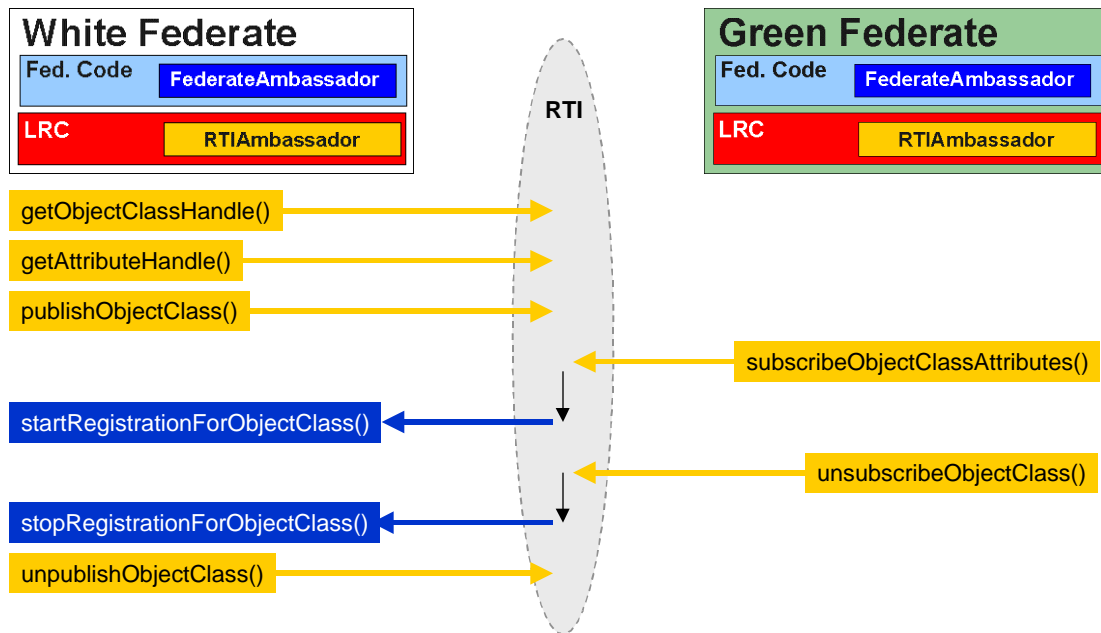 White Federate
Fed. Code
FederateAmbassador
LRC
RTIAmbassador
RTI
Green Federate
Fed. Code
FederateAmbassador
LRC
RTIAmbassador
getObjectClassHandle()
getAttributeHandle()
publishObjectClass()
subscribeObjectClassAttributes()
startRegistrationForObjectClass()
unsubscribeObjectClass()
stopRegistrationForObjectClass()
unpublishObjectClass()